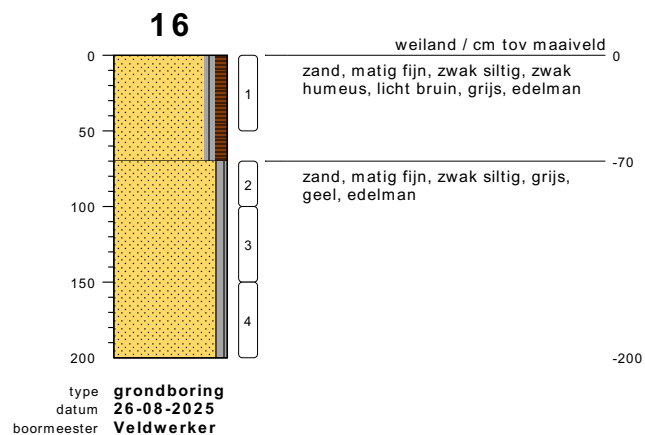 16
weiland / cm tov maaiveld
0 0
zand, matig fijn, zwak siltig, zwak
humeus, licht bruin, grijs, edelman
1
50
-70
zand, matig fijn, zwak siltig, grijs,
geel, edelman
2
100
3
150
4
200 -200
type grondboring
datum 26-08-2025
boormeester Veldwerker